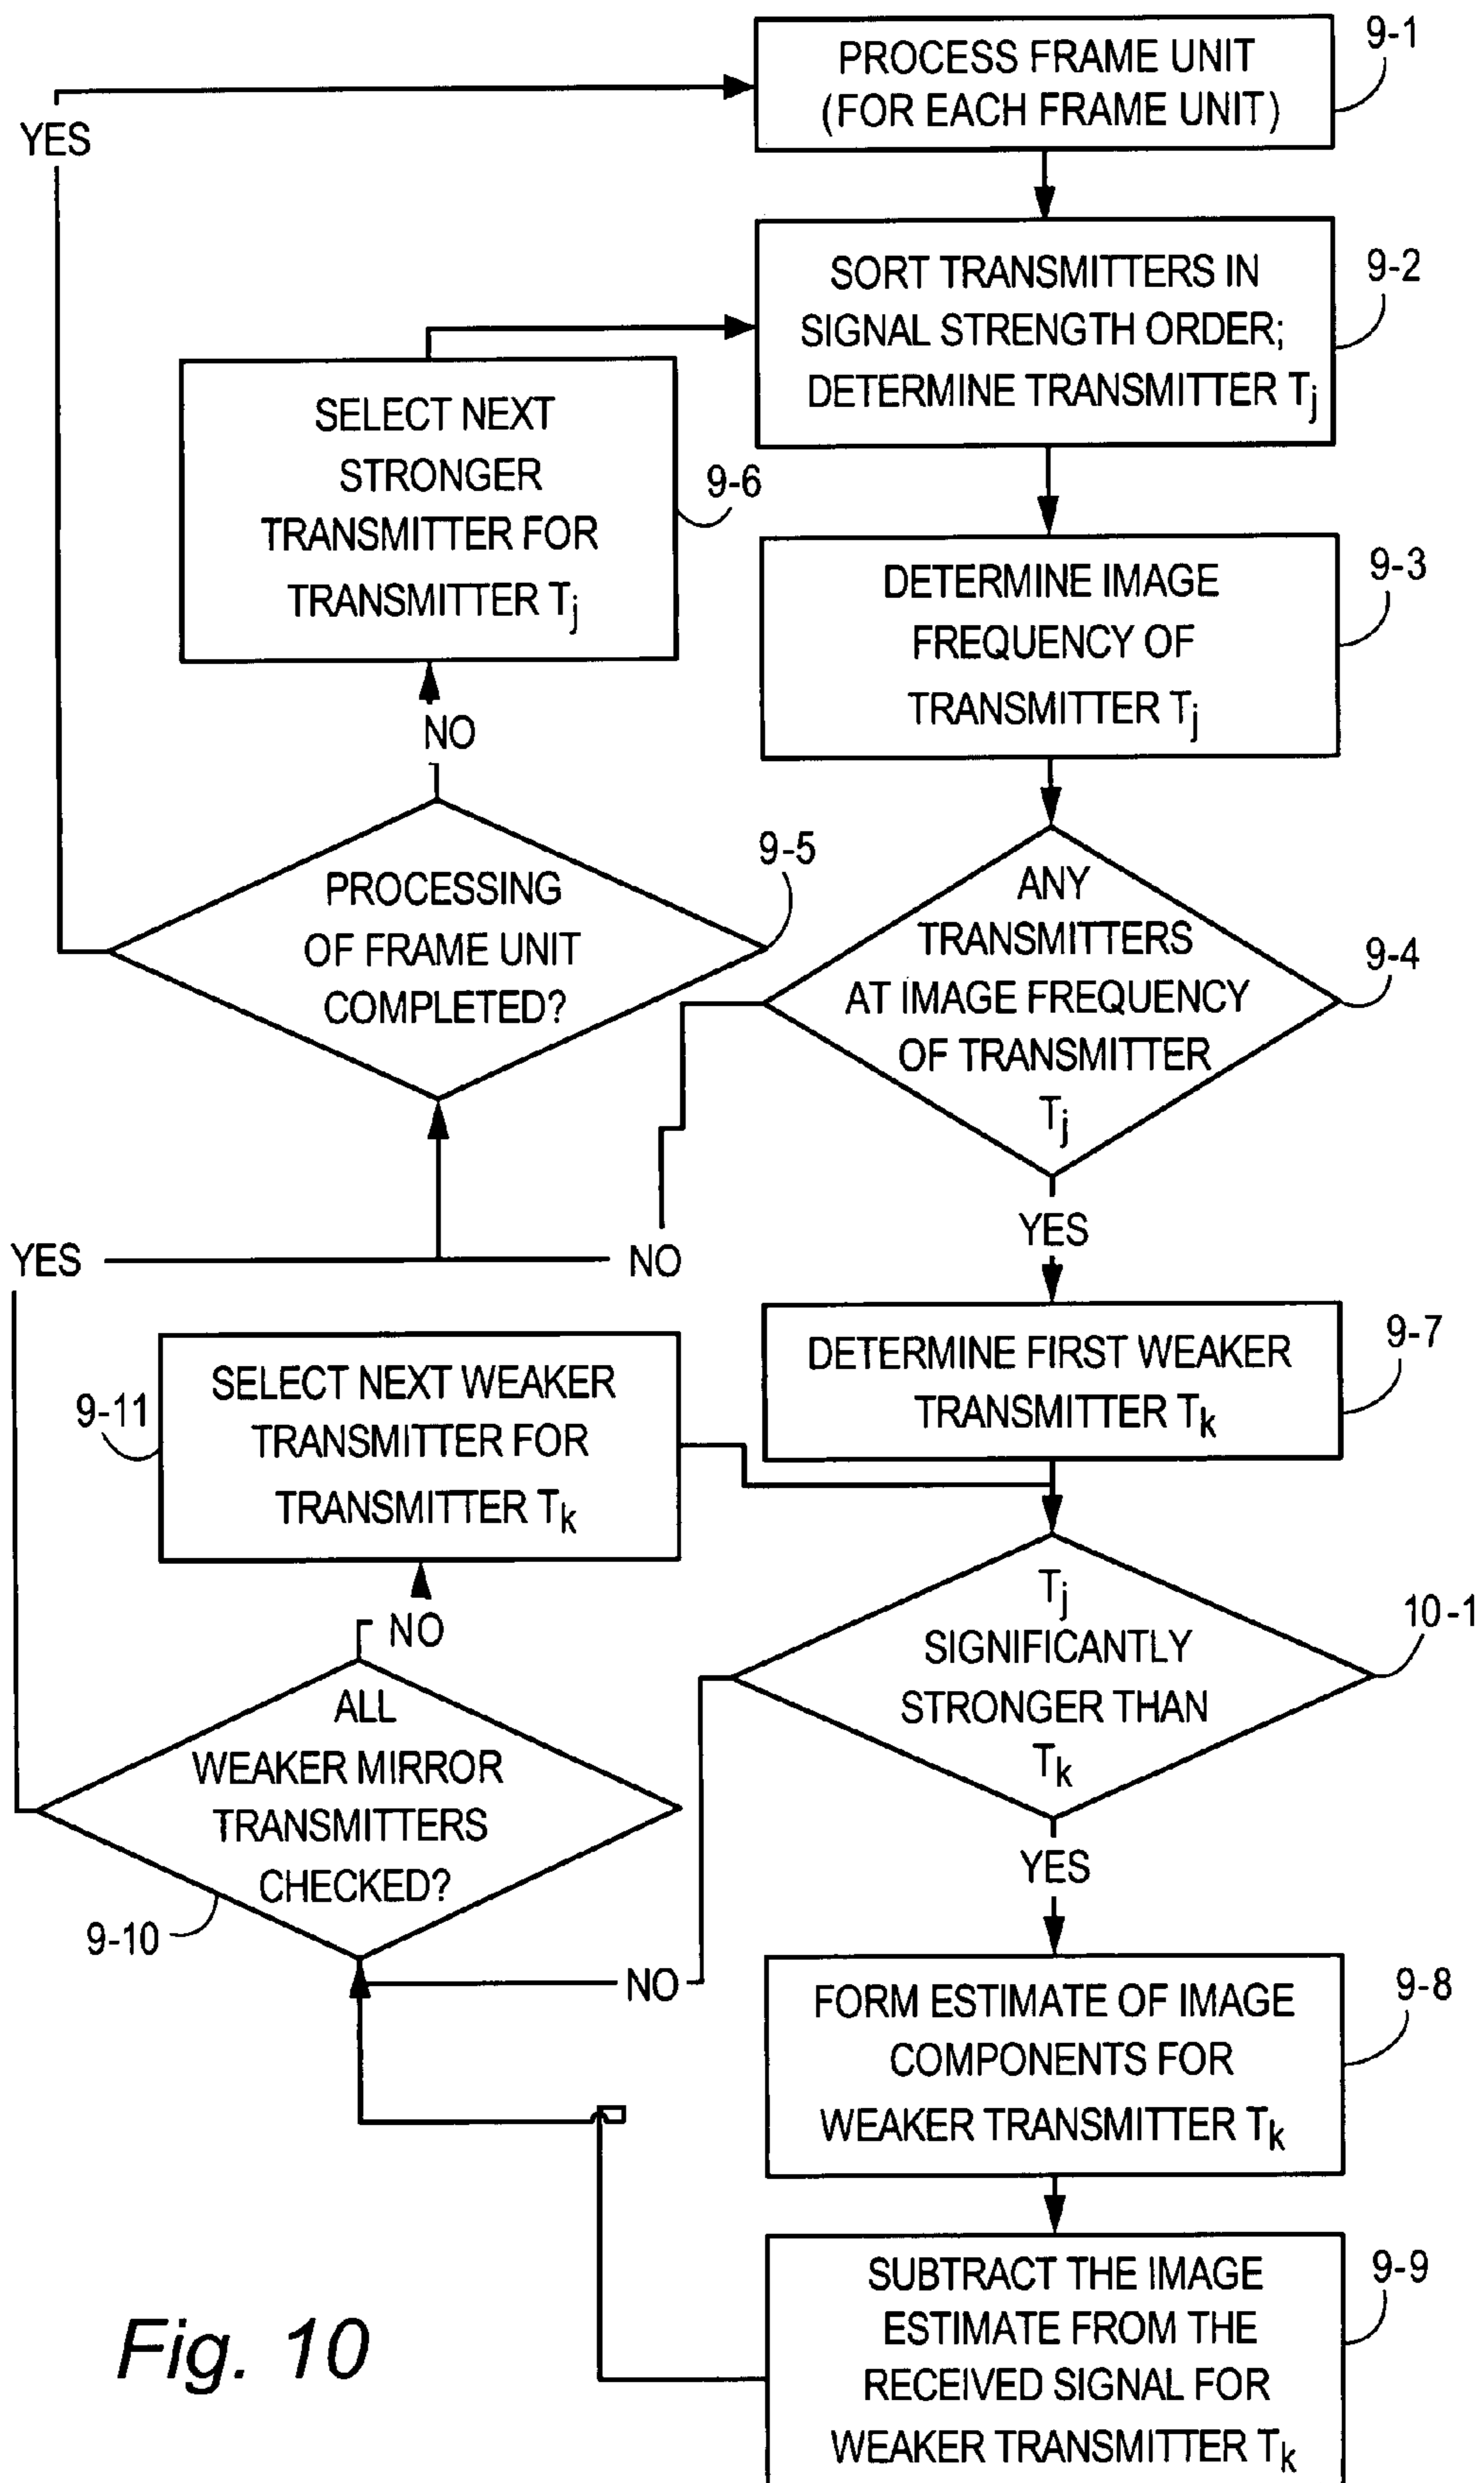 PROCESS FRAME UNIT
(FOR EACH FRAME UNIT)
9-1
YES
SORT TRANSMITTERS IN
SIGNAL STRENGTH ORDER;
DETERMINE TRANSMITTER Tj
9-2
SELECT NEXT
STRONGER
TRANSMITTER FOR
TRANSMITTER Tj
9-6
DETERMINE IMAGE
FREQUENCY OF
TRANSMITTER Tj
9-3
NO
PROCESSING
OF FRAME UNIT
COMPLETED?
9-5
ANY
TRANSMITTERS
AT IMAGE FREQUENCY
OF TRANSMITTER
Tj
9-4
YES
YES
NO
DETERMINE FIRST WEAKER
TRANSMITTER Tk
9-7
SELECT NEXT WEAKER
TRANSMITTER FOR
TRANSMITTER Tk
9-11
Tj
SIGNIFICANTLY
STRONGER THAN
Tk
10-1
NO
ALL
WEAKER MIRROR
TRANSMITTERS
CHECKED?
9-10
YES
NO
FORM ESTIMATE OF IMAGE
COMPONENTS FOR
WEAKER TRANSMITTER Tk
9-8
SUBTRACT THE IMAGE
ESTIMATE FROM THE
RECEIVED SIGNAL FOR
WEAKER TRANSMITTER Tk
9-9
Fig. 10